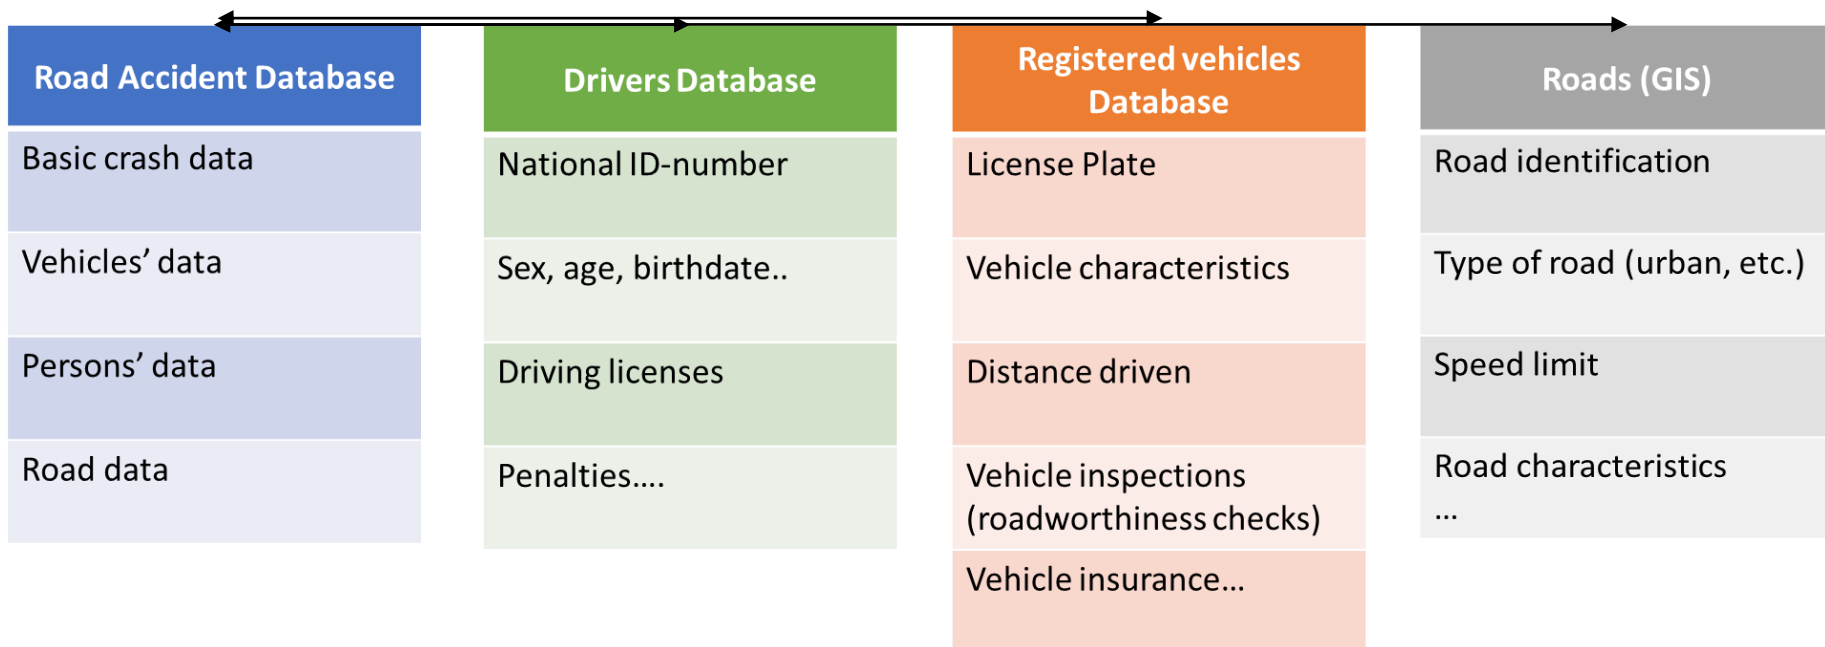 Road Accident Database
Basic crash data
Vehicles’ data
Persons’ data
Road data
Drivers Database
National ID-number
Sex, age, birthdate..
Driving licenses
Penalties....
Registered vehicles
Database
License Plate
Vehicle characteristics
Distance driven
Vehicle inspections
(roadworthiness checks)
Vehicle insurance...
Roads (GIS)
Road identification
Type of road (urban, etc.)
Speed limit
Road characteristics
...